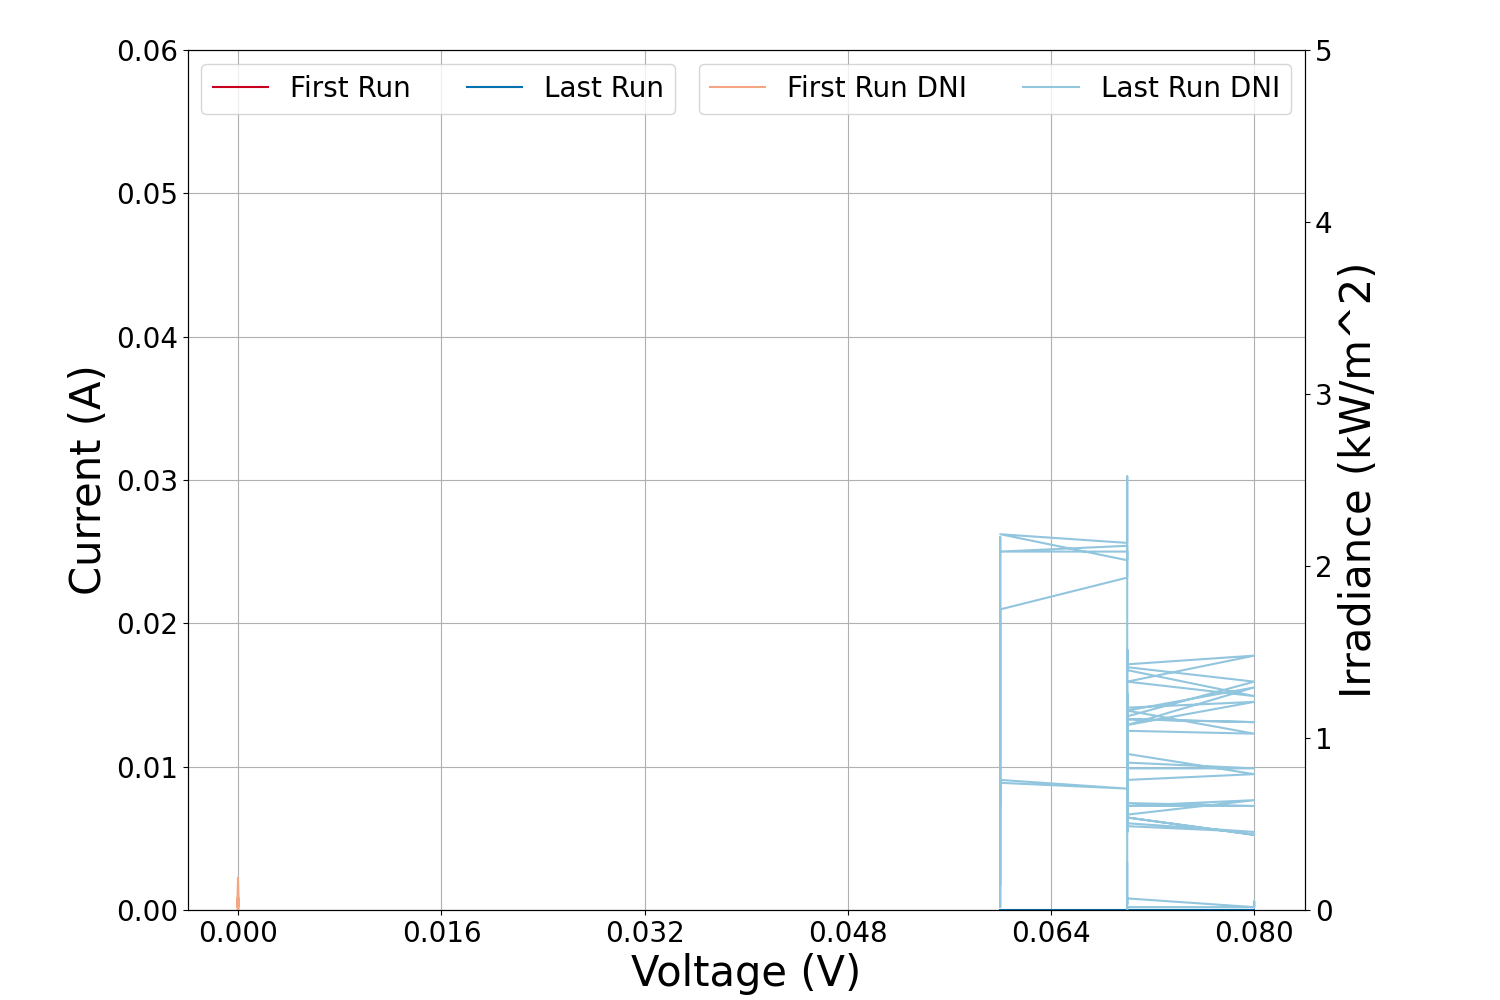 First Run Last Run First Run DNI Last Run DNI
0.06
0.05
0.04
0.03
0.02
0.01
0.00
Current (A)
5
4
3
2
1
0
Irradiance (kW/m^2)
0.000 0.016 0.032 0.048 0.064 0.080
Voltage (V)